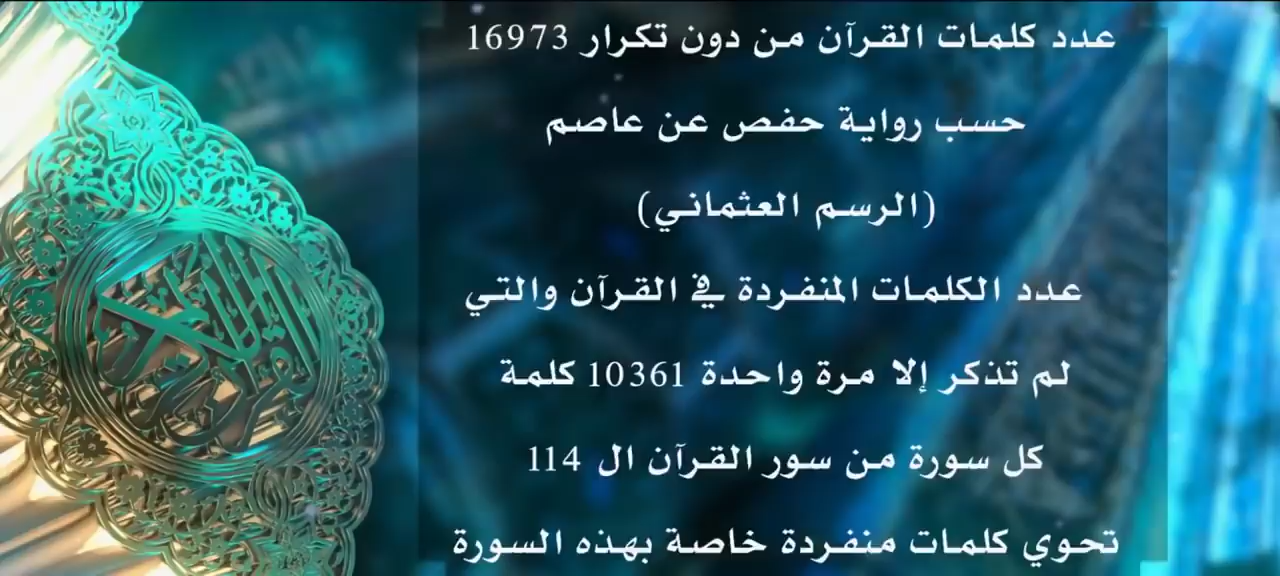 عدد كلمات القرآن من دون تكرار 16973
حسب رواية حفص عن عاصم
(الرسم العثماني)
عدد الكلمات المنفردة في القرآن والتي
لم تذكر إلا مرة واحدة 10361 كلمة
كل سورة من سور القرآن ال 114
تحوي كلمات منفردة خاصة بهذه السورة